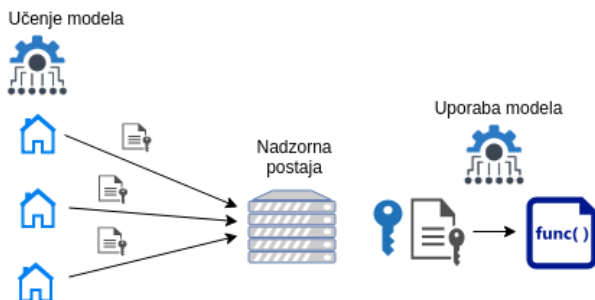 Učenje modela
Nadzorna
postaja
Uporaba modela
func( )